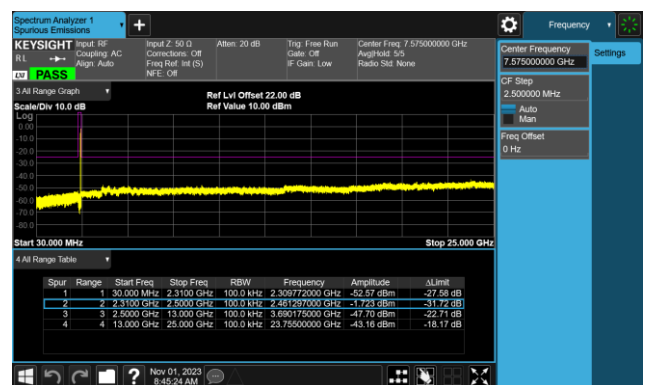 Spectrum Analyzer 1
Spurious Emissions
Frequency
KEYSIGHT Input: RF Input Z: 50 Ω Atten: 20 dB Trig: Free Run Center Freq: 7.575000000 GHz
RL Coupling: AC Corrections: Off Gate: Off Avg|Hold: 5/5
Align: Auto Freq Ref: Int (S) IF Gain: Low Radio Std: None
LXI PASS NFE: Off
Center Frequency
7.575000000 GHz
Settings
CF Step
2.500000 MHz
Auto
Man
Freq Offset
0 Hz
3 All Range Graph
Ref Lvl Offset 22.00 dB
Scale/Div 10.0 dB Ref Value 10.00 dBm
Log
0.00
-10.0
-20.0
-30.0
-40.0
-50.0
-60.0
-70.0
-80.0
Start 30.000 MHz Stop 25.000 GHz
4 All Range Table
Spur Range Start Freq Stop Freq RBW Frequency Amplitude ΔLimit
1 1 30.000 MHz 2.3100 GHz 100.0 kHz 2.309772000 GHz -52.57 dBm -27.58 dB
2 2 2.3100 GHz 2.5000 GHz 100.0 kHz 2.461297000 GHz -1.723 dBm -31.72 dB
3 3 2.5000 GHz 13.000 GHz 100.0 kHz 3.690175000 GHz -47.70 dBm -22.71 dB
4 4 13.000 GHz 25.000 GHz 100.0 kHz 23.75500000 GHz -43.16 dBm -18.17 dB
Nov 01, 2023
8:45:24 AM